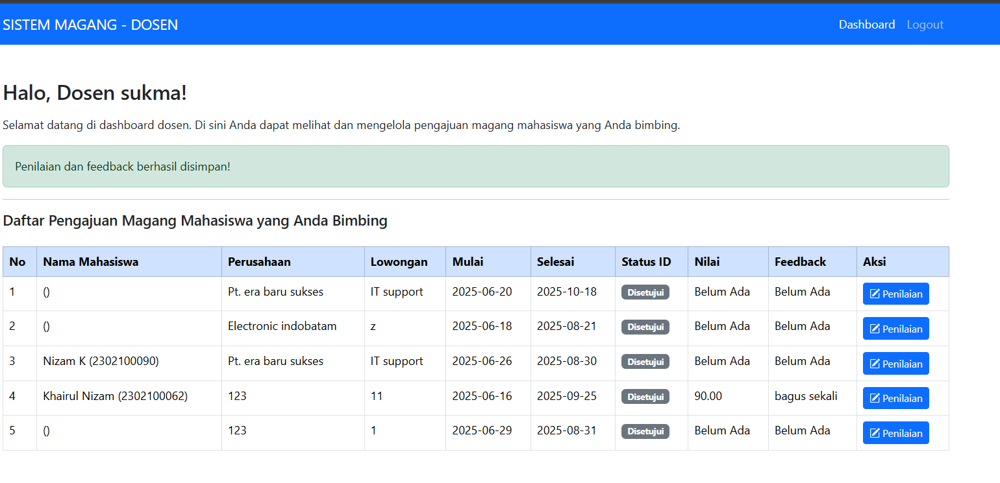 SISTEM MAGANG - DOSEN Dashboard Logout
Halo, Dosen sukma!
Selamat datang di dashboard dosen. Di sini Anda dapat melihat dan mengelola pengajuan magang mahasiswa yang Anda bimbing.
Penilaian dan feedback berhasil disimpan!
Daftar Pengajuan Magang Mahasiswa yang Anda Bimbing
No Nama Mahasiswa Perusahaan Lowongan Mulai Selesai Status ID Nilai Feedback Aksi
1 () Pt. era baru sukses IT support 2025-06-20 2025-10-18 Disetujui Belum Ada Belum Ada Penilaian
2 () Electronic indobatam z 2025-06-18 2025-08-21 Disetujui Belum Ada Belum Ada Penilaian
3 Nizam K (2302100090) Pt. era baru sukses IT support 2025-06-26 2025-08-30 Disetujui Belum Ada Belum Ada Penilaian
4 Khairul Nizam (2302100062) 123 11 2025-06-16 2025-09-25 Disetujui 90.00 bagus sekali Penilaian
5 () 123 1 2025-06-29 2025-08-31 Disetujui Belum Ada Belum Ada Penilaian